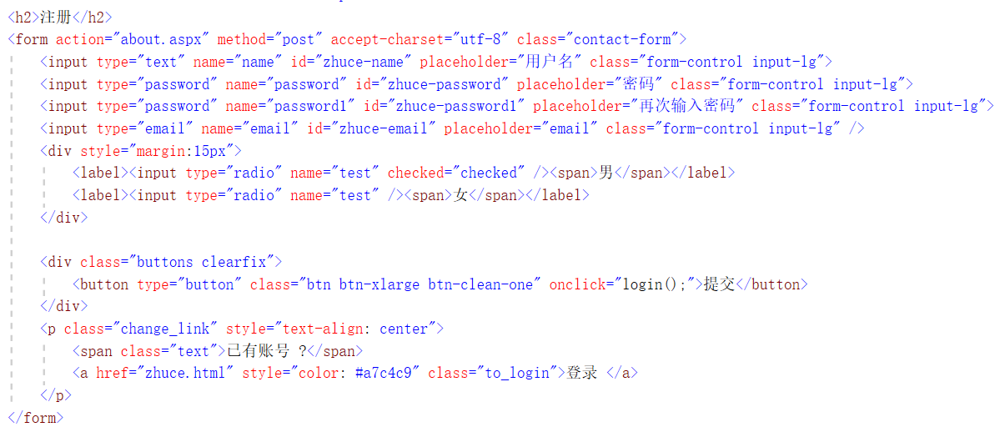 <h2>注册</h2>
<form action="about.aspx" method="post" accept-charset="utf-8" class="contact-form">
<input type="text" name="name" id="zhuce-name" placeholder="用户名" class="form-control input-lg">
<input type="password" name="password" id="zhuce-password" placeholder="密码" class="form-control input-lg">
<input type="password" name="password1" id="zhuce-password1" placeholder="再次输入密码" class="form-control input-lg">
<input type="email" name="email" id="zhuce-email" placeholder="email" class="form-control input-lg" />
<div style="margin:15px">
<label><input type="radio" name="test" checked="checked" /><span>男</span></label>
<label><input type="radio" name="test" /><span>女</span></label>
</div>
<div class="buttons clearfix">
<button type="button" class="btn btn-xlarge btn-clean-one" onclick="login();">提交</button>
</div>
<p class="change_link" style="text-align: center">
<span class="text">已有账号 ?</span>
<a href="zhuce.html" style="color: #a7c4c9" class="to_login">登录 </a>
</p>
</form>